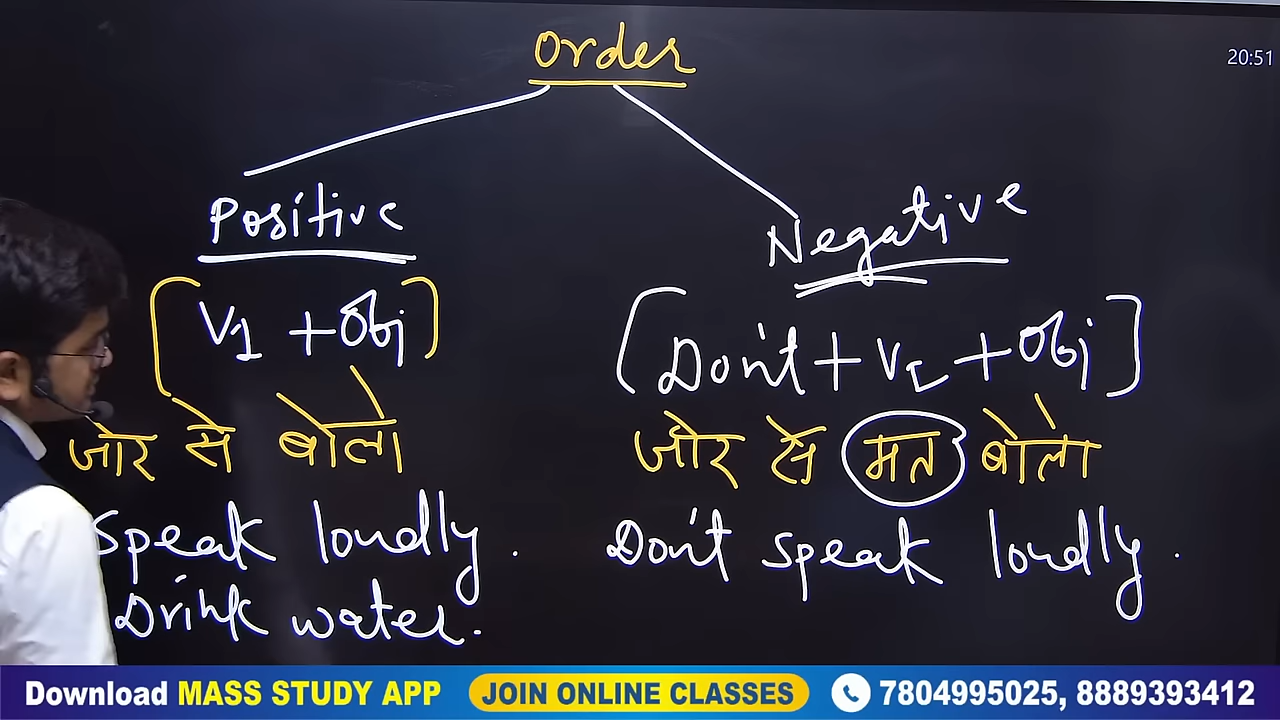 Order
20:51
Positive
Negative
[V1 + Obj]
[Don't + V1 + Obj]
जोर से बोलो
जोर से मत बोलो
Speak loudly.
Don't speak loudly.
Drink water.
Download MASS STUDY APP JOIN ONLINE CLASSES 7804995025, 8889393412